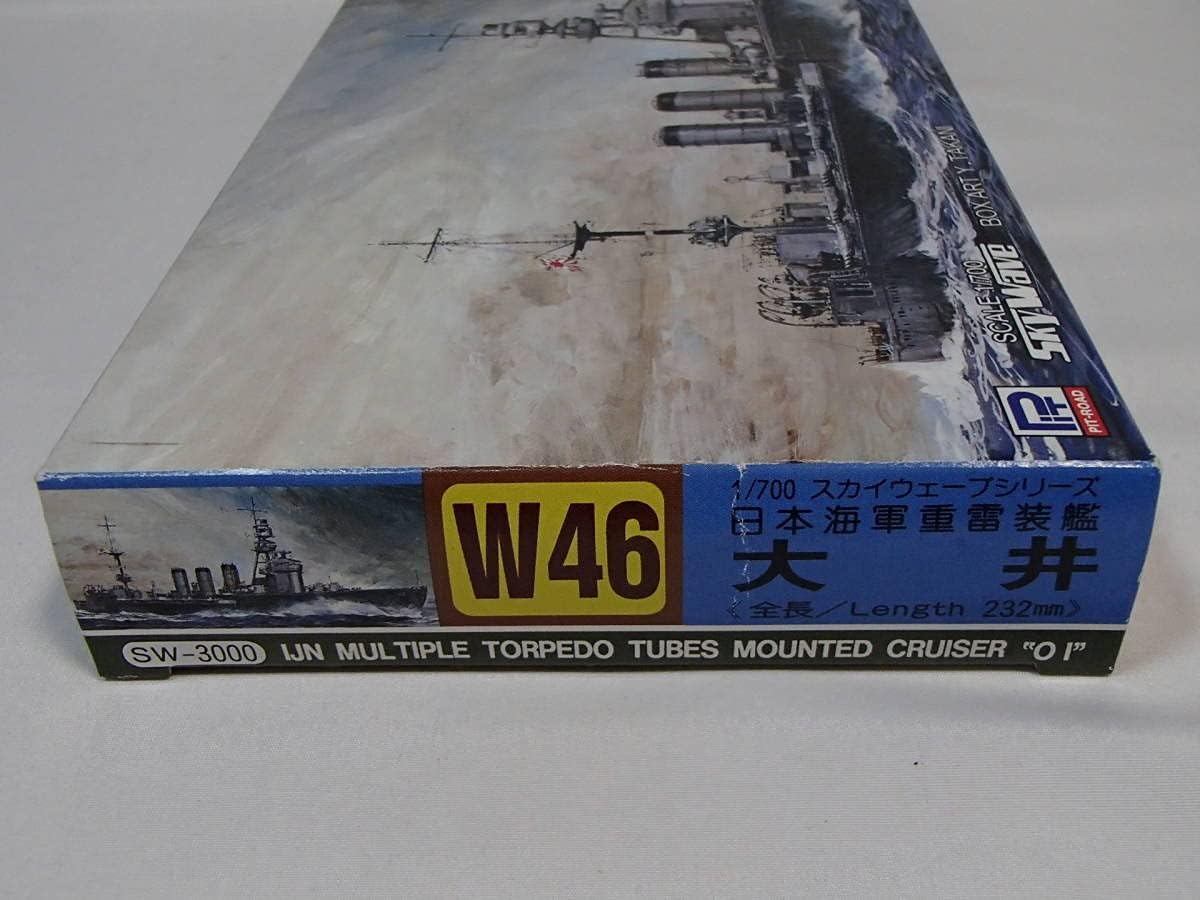 SCALE 1/700
SKYWAVE
BOX ART Y. TAKANI
PIT
PIT-ROAD
W46
1/700 スカイウェーブシリーズ
日本海軍重雷装艦
大井
《全長/Length 232mm》
SW-3000
IJN MULTIPLE TORPEDO TUBES MOUNTED CRUISER "O I"